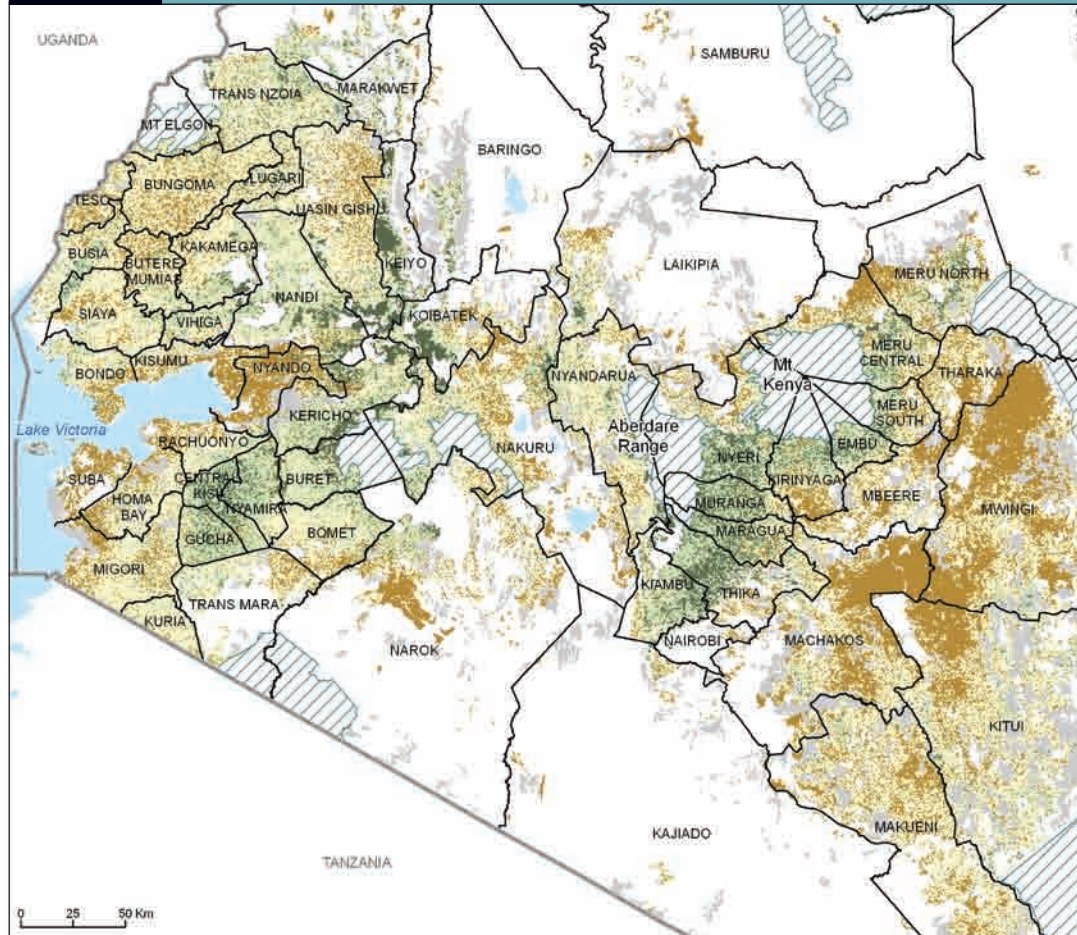 UGANDA
SAMBURU
TRANS NZOIA
MARAKWET
MT ELGON
BARINGO
BUNGOMA
LUGARI
TESO
UASIN GISHU
KAKAMEGA
BUSIA
BUTERE
MUMIAS
KEIYO
LAIKIPIA
MERU NORTH
NANDI
KOIBATEK
SIAYA
VIHIGA
MERU
CENTRAL
KISUMU
NYANDO
BONDO
NYANDARUA
Mt
Kenya
THARAKA
KERICHO
MERU
SOUTH
Lake Victoria
RACHUONYO
Aberdare
Range
NAKURU
NYERI
EMBU
SUBA
CENTRAL
KISII
BURET
KIRINYAGA
HOMA
BAY
NYAMIRA
MURANGA
MBEERE
MWINGI
GUCHA
BOMET
MARAGUA
MIGORI
KIAMBU
THIKA
TRANS MARA
KURIA
NAIROBI
MACHAKOS
NAROK
KITUI
MAKUENI
KAJIADO
TANZANIA
0 25 50 Km